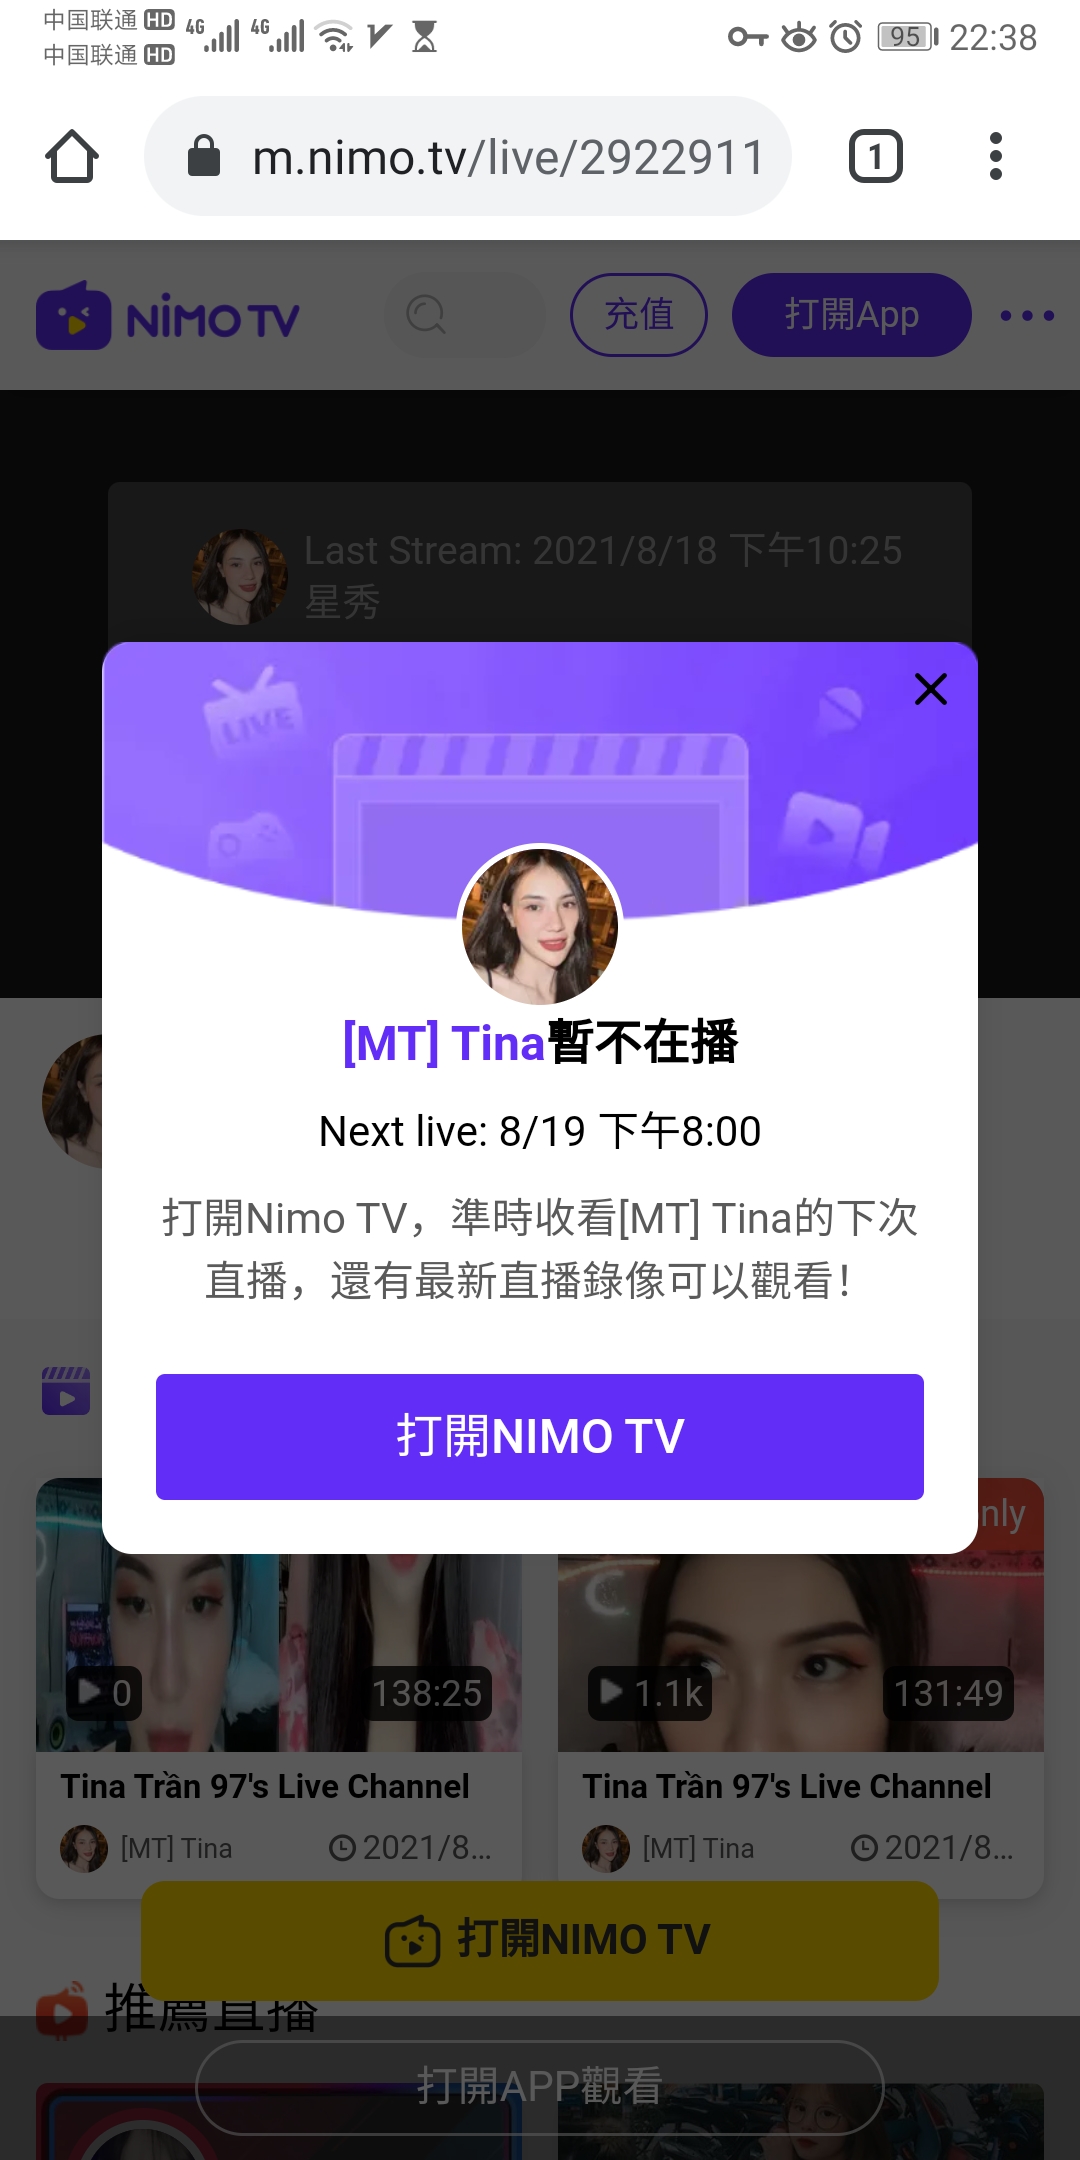 中国联通 HD
中国联通 HD
4G 4G
95 22:38
m.nimo.tv/live/2922911
1
NIMO TV
充值
打開App
Last Stream: 2021/8/18 下午10:25
星秀
LIVE
[MT] Tina暫不在播
Next live: 8/19 下午8:00
打開Nimo TV，準時收看[MT] Tina的下次
直播，還有最新直播錄像可以觀看！
打開NIMO TV
nly
0
138:25
1.1k
131:49
Tina Trần 97's Live Channel
Tina Trần 97's Live Channel
[MT] Tina
2021/8...
[MT] Tina
2021/8...
打開NIMO TV
推薦直播
打開APP觀看